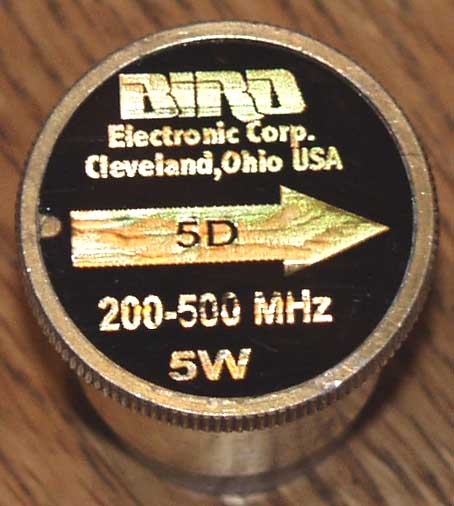 BIRD
Electronic Corp.
Cleveland,Ohio USA
5D
200-500 MHz
5W